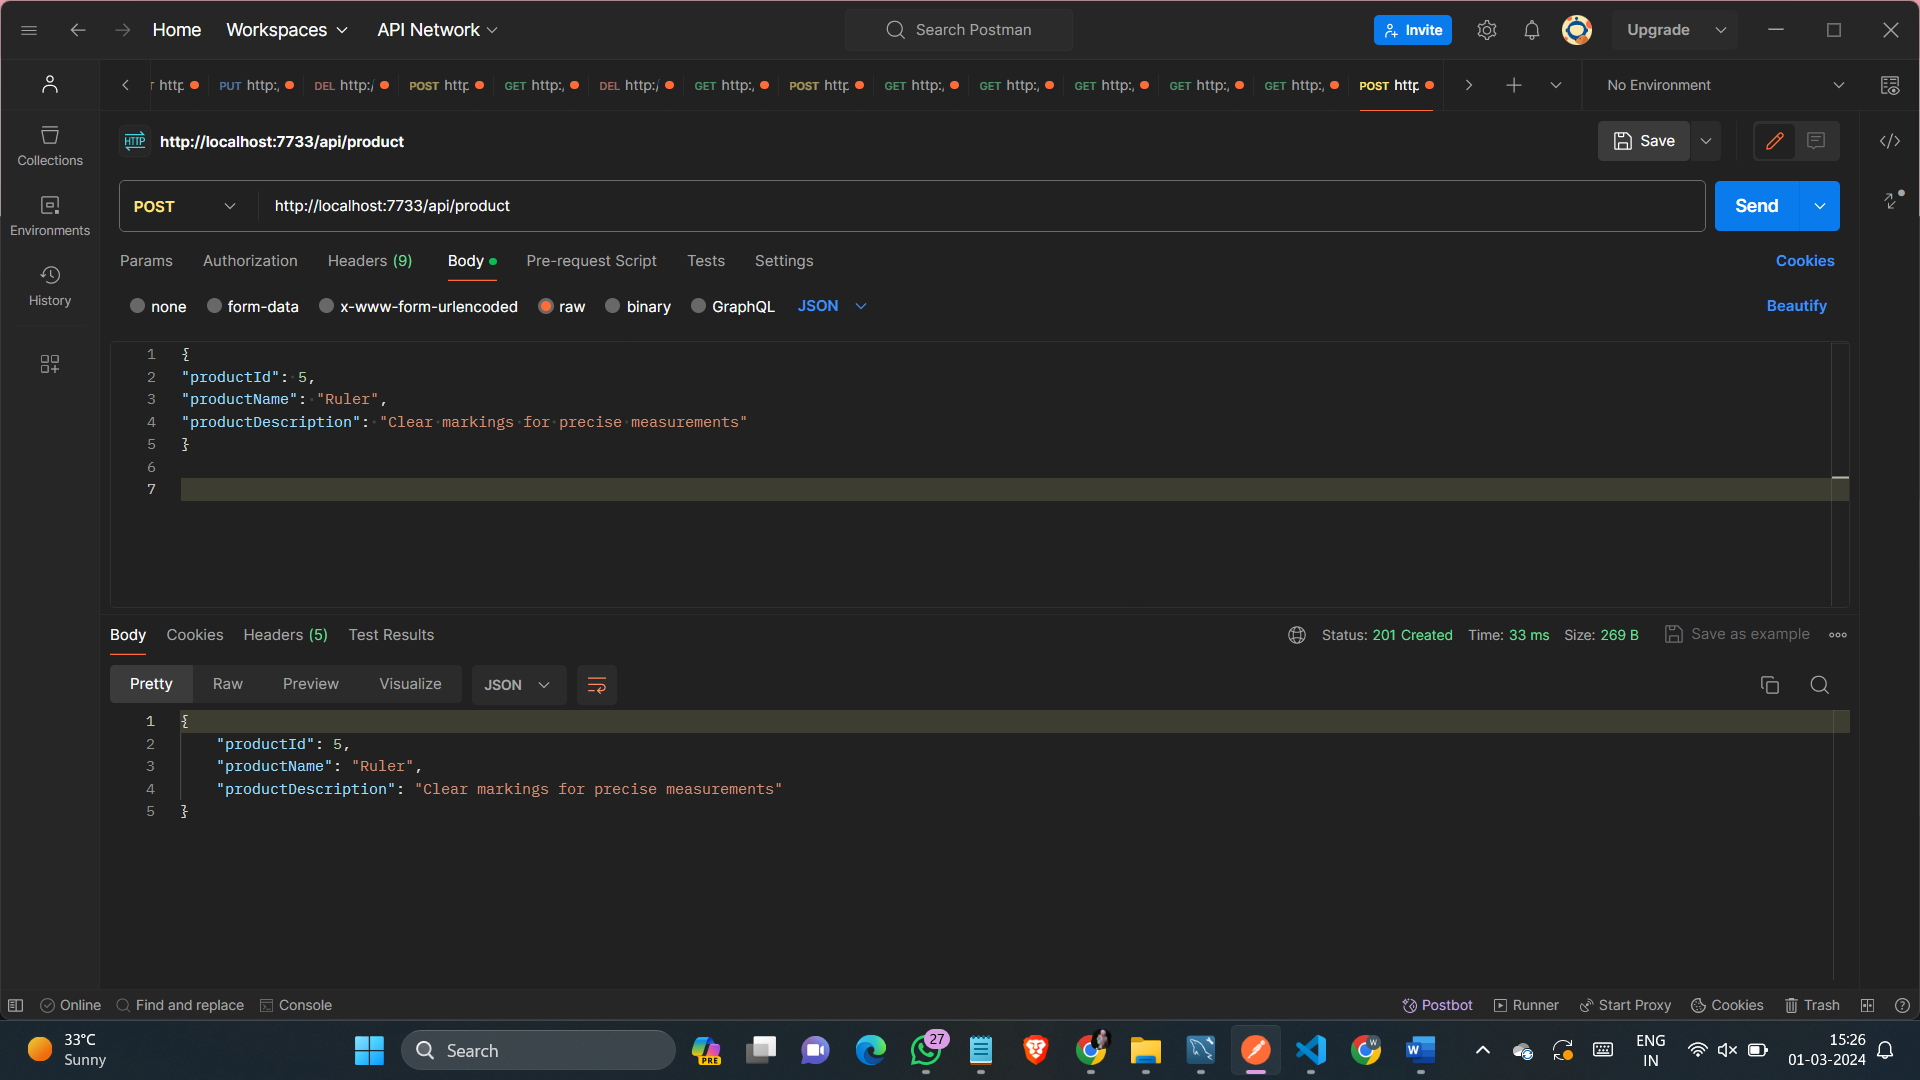 Home Workspaces API Network Search Postman Invite Upgrade
http PUT http:, DEL http:/ POST http GET http:, DEL http:/ GET http:, POST http GET http:, GET http:, GET http:, GET http:, GET http:, POST http No Environment
HTTP http://localhost:7733/api/product Save
Collections
POST http://localhost:7733/api/product Send
Environments
Params Authorization Headers (9) Body Pre-request Script Tests Settings Cookies
History
none form-data x-www-form-urlencoded raw binary GraphQL JSON Beautify
1 {
2 "productId": 5,
3 "productName": "Ruler",
4 "productDescription": "Clear markings for precise measurements"
5 }
6
7
Body Cookies Headers (5) Test Results Status: 201 Created Time: 33 ms Size: 269 B Save as example
Pretty Raw Preview Visualize JSON
1 {
2 "productId": 5,
3 "productName": "Ruler",
4 "productDescription": "Clear markings for precise measurements"
5 }
Online Find and replace Console Postbot Runner Start Proxy Cookies Trash
33°C
Sunny
Search
PRE
27
W
W
ENG
IN
15:26
01-03-2024